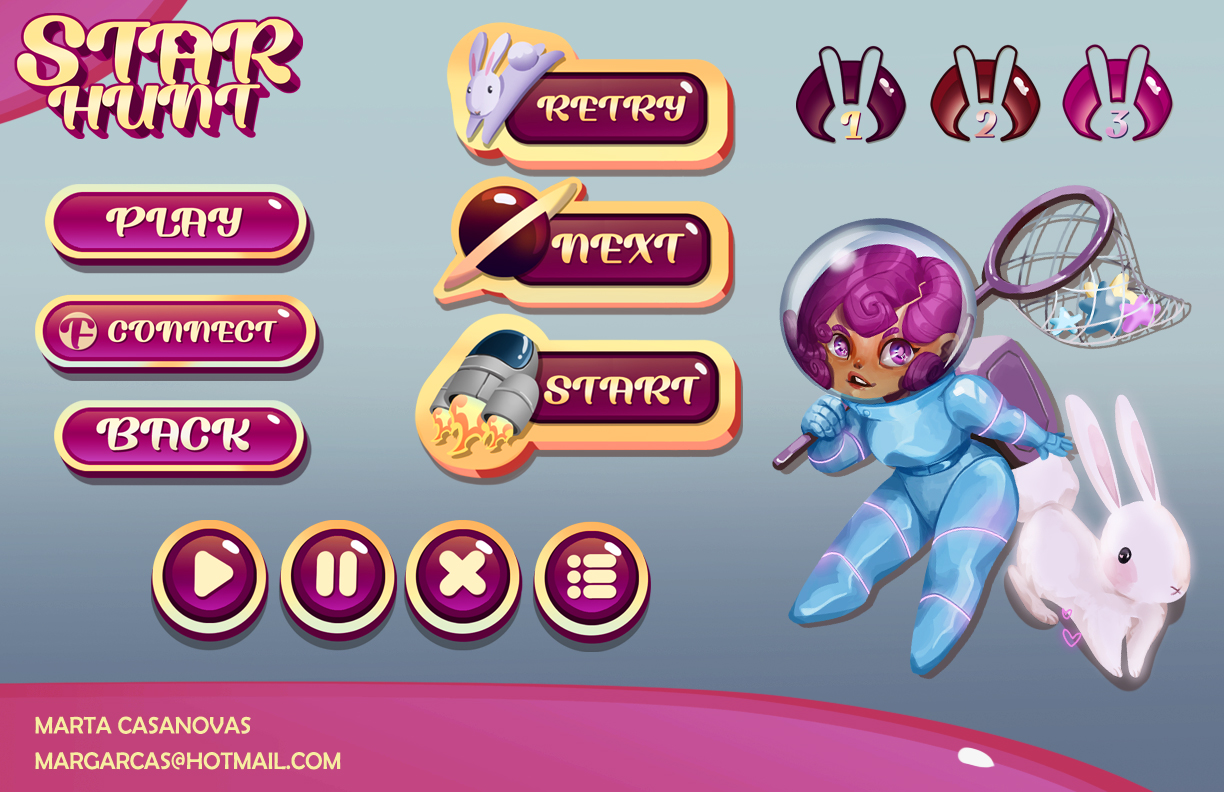 STAR
HUNT
PLAY
CONNECT
BACK
RETRY
NEXT
START
1
2
3
MARTA CASANOVAS
MARGARCAS@HOTMAIL.COM